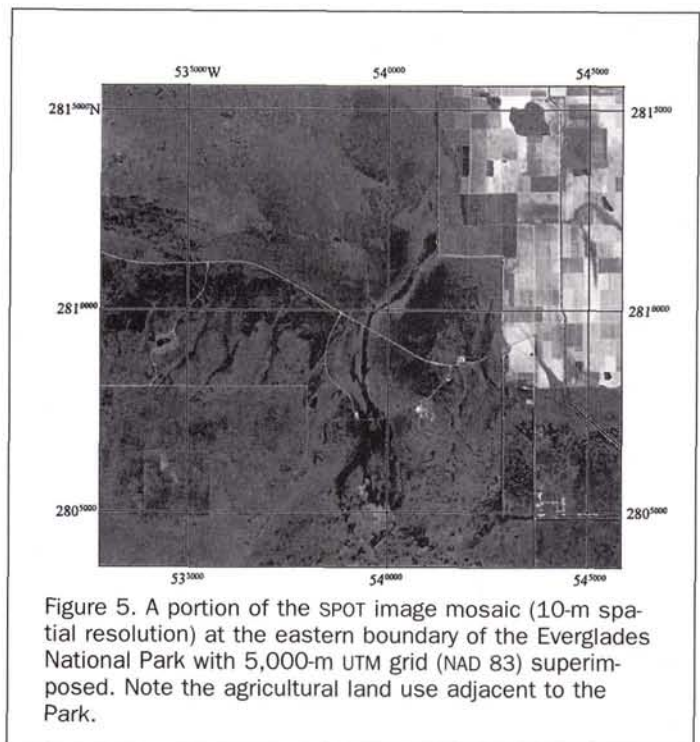 53⁵⁰⁰⁰W 54⁰⁰⁰⁰ 54⁵⁰⁰⁰
281⁵⁰⁰⁰N 281⁵⁰⁰⁰
281⁰⁰⁰⁰ 281⁰⁰⁰⁰
280⁵⁰⁰⁰ 280⁵⁰⁰⁰
53⁵⁰⁰⁰ 54⁰⁰⁰⁰ 54⁵⁰⁰⁰
Figure 5. A portion of the SPOT image mosaic (10-m spa-
tial resolution) at the eastern boundary of the Everglades
National Park with 5,000-m UTM grid (NAD 83) superim-
posed. Note the agricultural land use adjacent to the
Park.